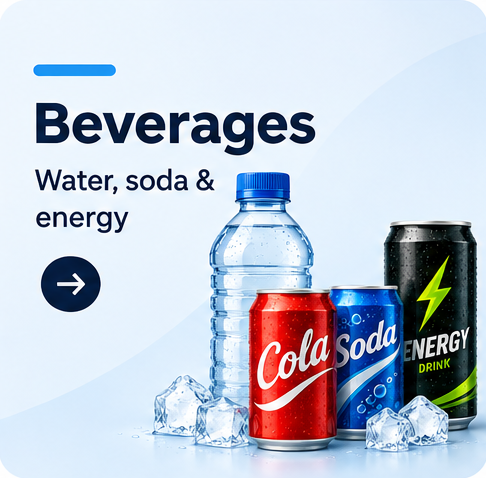 Beverages
Water, soda &
energy
Cola
Soda
ENERGY
DRINK